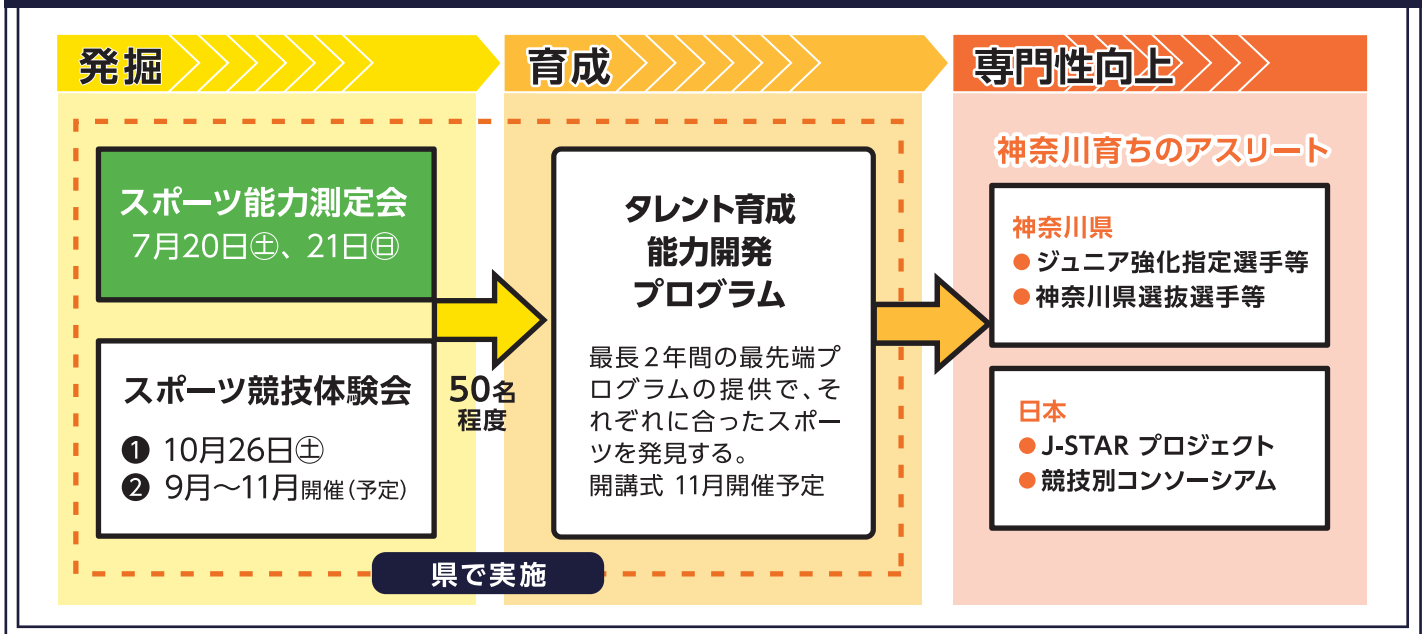 発掘
育成
専門性向上
スポーツ能力測定会
7月20日㊏、21日㊐
スポーツ競技体験会
❶ 10月26日㊏
❷ 9月～11月開催(予定)
50名
程度
タレント育成
能力開発
プログラム
最長2年間の最先端プ
ログラムの提供で、そ
れぞれに合ったスポー
ツを発見する。
開講式 11月開催予定
県で実施
神奈川育ちのアスリート
神奈川県
● ジュニア強化指定選手等
● 神奈川県選抜選手等
日本
● J-STAR プロジェクト
● 競技別コンソーシアム